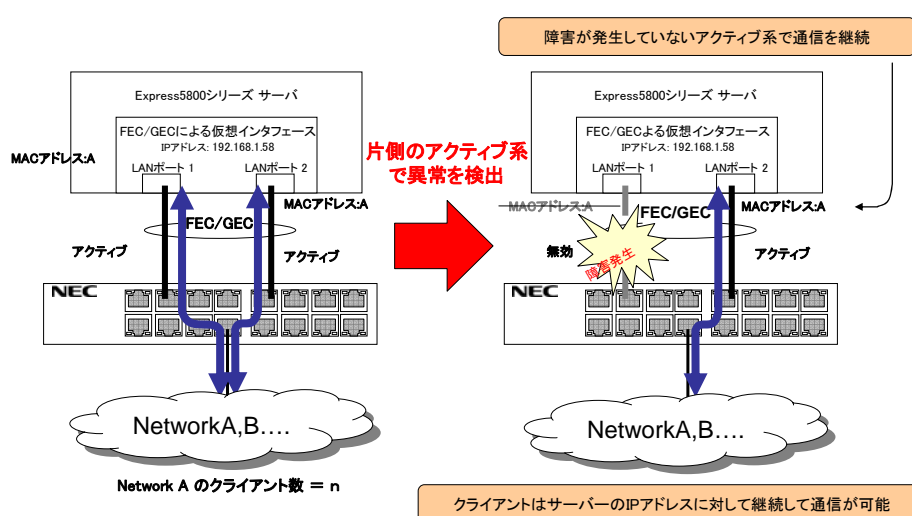 障害が発生していないアクティブ系で通信を継続
Express5800シリーズ サーバ
FEC/GECによる仮想インタフェース
IPアドレス: 192.168.1.58
LANポート 1
LANポート 2
MACアドレス:A
MACアドレス:A
FEC/GEC
アクティブ
アクティブ
NEC
NetworkA,B….
Network A のクライアント数 = n
片側のアクティブ系
で異常を検出
Express5800シリーズ サーバ
FEC/GECよる仮想インタフェース
IPアドレス: 192.168.1.58
LANポート 1
LANポート 2
MACアドレス:A
MACアドレス:A
FEC/GEC
無効
障害発生
アクティブ
NEC
NetworkA,B….
クライアントはサーバーのIPアドレスに対して継続して通信が可能